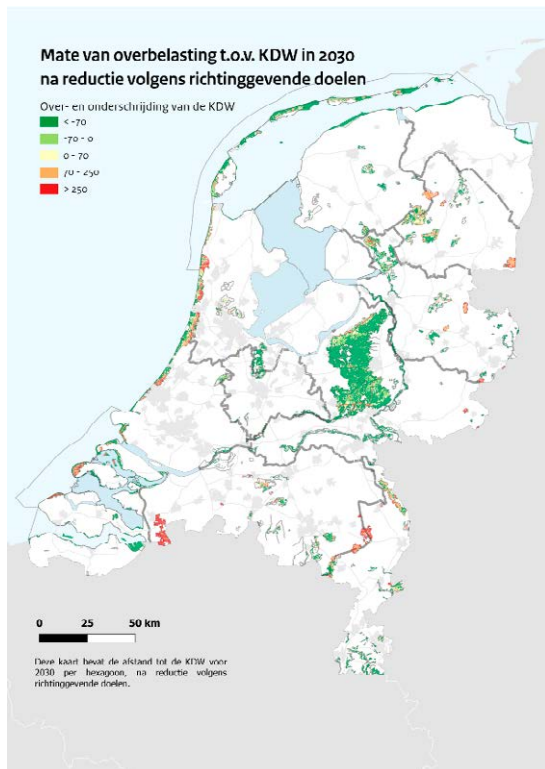 Mate van overbelasting t.o.v. KDW in 2030
na reductie volgens richtinggevende doelen
Over- en onderschrijding van de KDW
< -70
-70 - 0
0 - 70
70 - 250
> 250
0 25 50 km
Deze kaart bevat de afstand tot de KDW voor
2030 per hexagoon, na reductie volgens
richtinggevende doelen.